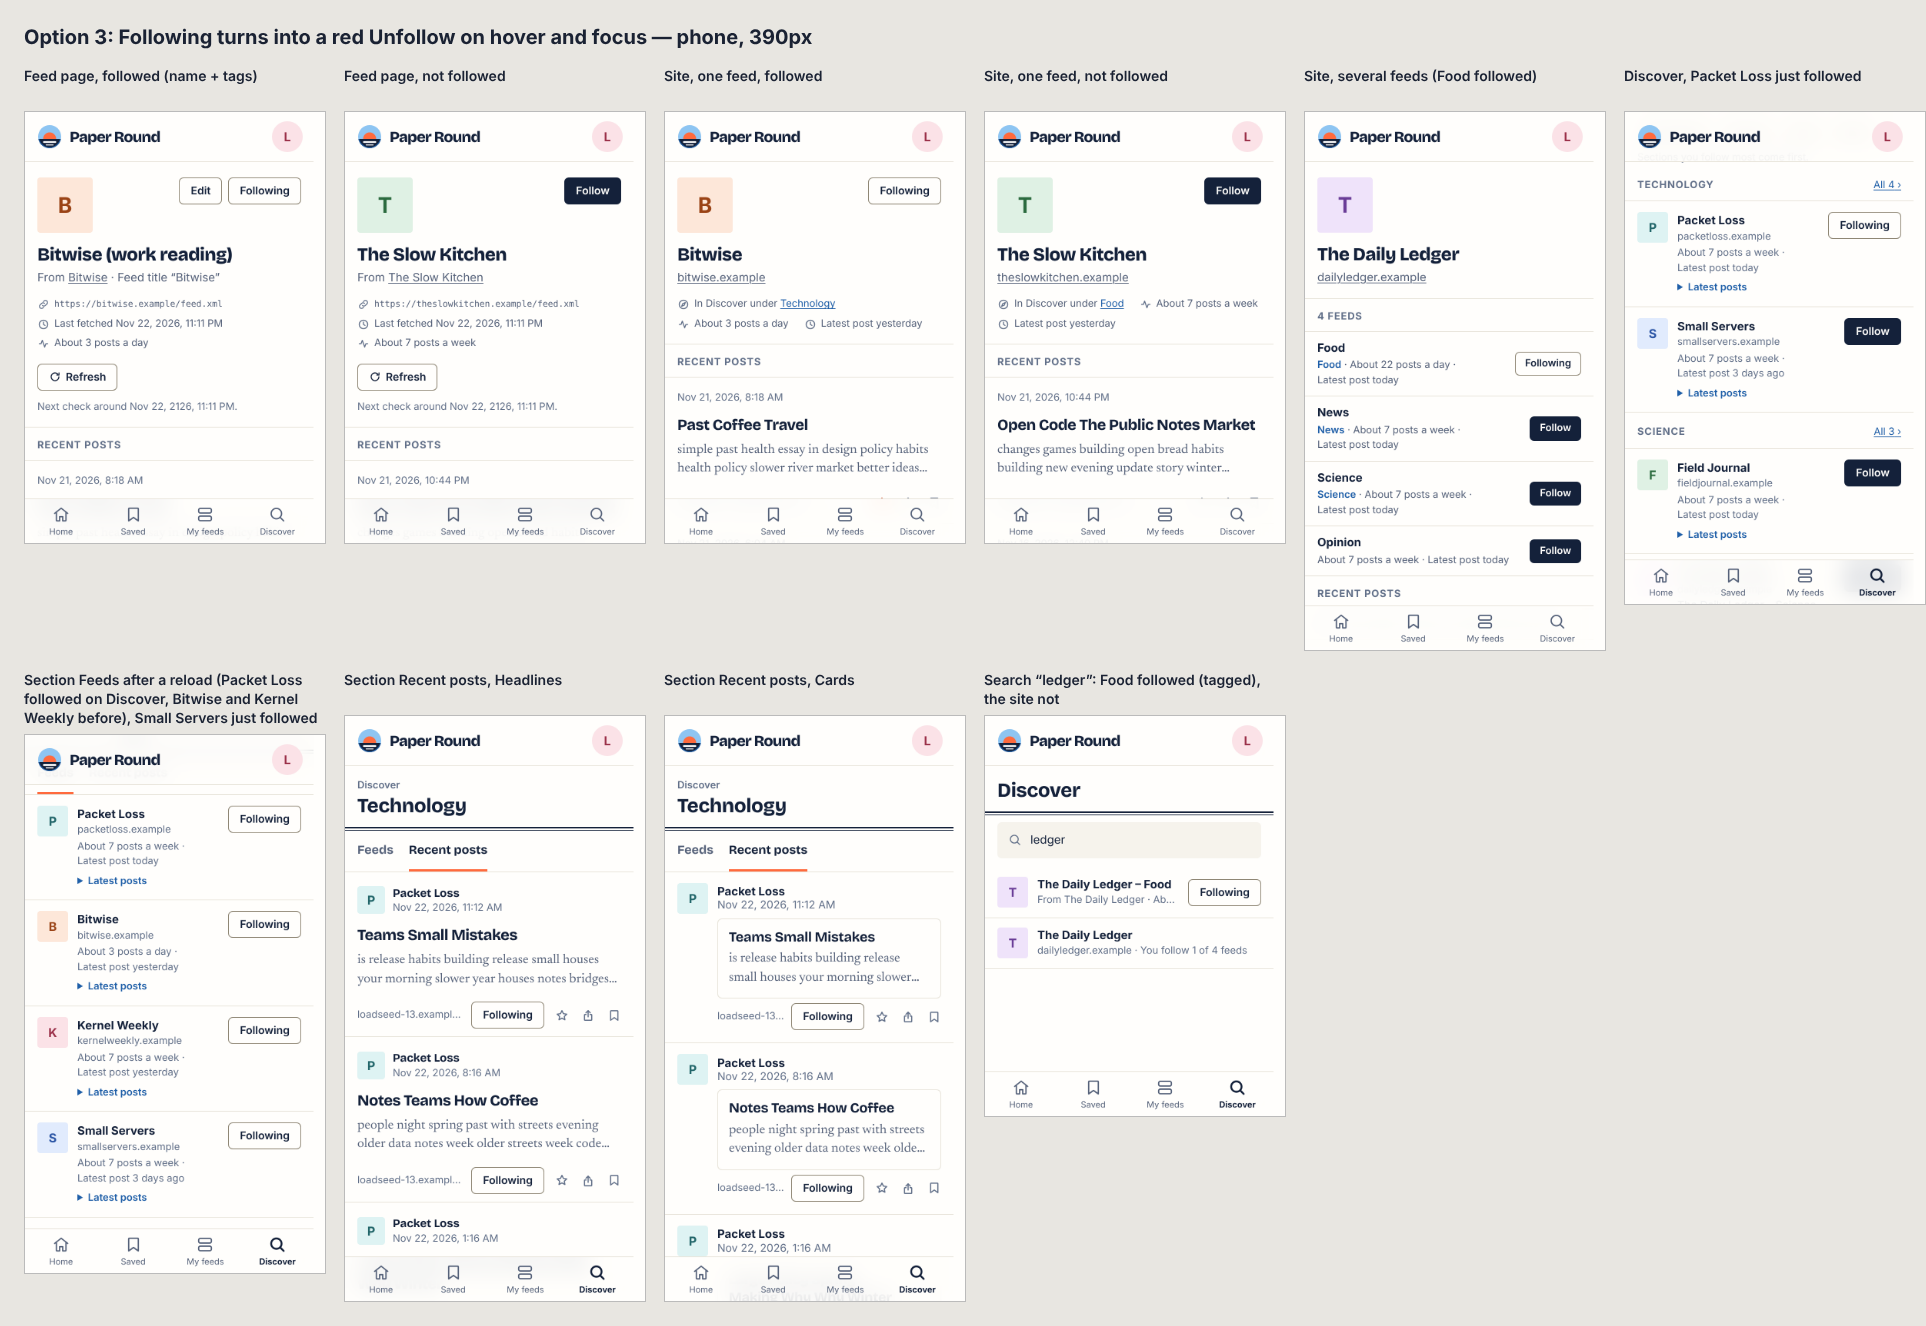 Option 3: Following turns into a red Unfollow on hover and focus — phone, 390px
Feed page, followed (name + tags)
Paper Round
L
B
Edit
Following
Bitwise (work reading)
From Bitwise · Feed title “Bitwise”
https://bitwise.example/feed.xml
Last fetched Nov 22, 2026, 11:11 PM
About 3 posts a day
Refresh
Next check around Nov 22, 2126, 11:11 PM.
RECENT POSTS
Nov 21, 2026, 8:18 AM
Home
Saved
My feeds
Discover
Feed page, not followed
Paper Round
L
T
Follow
The Slow Kitchen
From The Slow Kitchen
https://theslowkitchen.example/feed.xml
Last fetched Nov 22, 2026, 11:11 PM
About 7 posts a week
Refresh
Next check around Nov 22, 2126, 11:11 PM.
RECENT POSTS
Nov 21, 2026, 10:44 PM
Home
Saved
My feeds
Discover
Site, one feed, followed
Paper Round
L
B
Following
Bitwise
bitwise.example
In Discover under Technology
About 3 posts a day
Latest post yesterday
RECENT POSTS
Nov 21, 2026, 8:18 AM
Past Coffee Travel
simple past health essay in design policy habits
health policy slower river market better ideas...
Home
Saved
My feeds
Discover
Site, one feed, not followed
Paper Round
L
T
Follow
The Slow Kitchen
theslowkitchen.example
In Discover under Food
About 7 posts a week
Latest post yesterday
RECENT POSTS
Nov 21, 2026, 10:44 PM
Open Code The Public Notes Market
changes games building open bread habits
building new evening update story winter...
Home
Saved
My feeds
Discover
Site, several feeds (Food followed)
Paper Round
L
T
The Daily Ledger
dailyledger.example
4 FEEDS
Food
Food · About 22 posts a day ·
Latest post today
Following
News
News · About 7 posts a week ·
Latest post today
Follow
Science
Science · About 7 posts a week ·
Latest post today
Follow
Opinion
About 7 posts a week · Latest post today
Follow
RECENT POSTS
Home
Saved
My feeds
Discover
Discover, Packet Loss just followed
Paper Round
L
TECHNOLOGY
All 4 ›
P
Packet Loss
packetloss.example
About 7 posts a week ·
Latest post today
Latest posts
Following
S
Small Servers
smallservers.example
About 7 posts a week ·
Latest post 3 days ago
Latest posts
Follow
SCIENCE
All 3 ›
F
Field Journal
fieldjournal.example
About 7 posts a week ·
Latest post today
Latest posts
Follow
Home
Saved
My feeds
Discover
Section Feeds after a reload (Packet Loss
followed on Discover, Bitwise and Kernel
Weekly before), Small Servers just followed
Paper Round
L
P
Packet Loss
packetloss.example
About 7 posts a week ·
Latest post today
Latest posts
Following
B
Bitwise
bitwise.example
About 3 posts a day ·
Latest post yesterday
Latest posts
Following
K
Kernel Weekly
kernelweekly.example
About 7 posts a week ·
Latest post yesterday
Latest posts
Following
S
Small Servers
smallservers.example
About 7 posts a week ·
Latest post 3 days ago
Latest posts
Following
Home
Saved
My feeds
Discover
Section Recent posts, Headlines
Paper Round
L
Discover
Technology
Feeds
Recent posts
P
Packet Loss
Nov 22, 2026, 11:12 AM
Teams Small Mistakes
is release habits building release small houses
your morning slower year houses notes bridges...
loadseed-13.exampl...
Following
P
Packet Loss
Nov 22, 2026, 8:16 AM
Notes Teams How Coffee
people night spring past with streets evening
older data notes week older streets week code...
loadseed-13.exampl...
Following
P
Packet Loss
Nov 22, 2026, 1:16 AM
Home
Saved
My feeds
Discover
Section Recent posts, Cards
Paper Round
L
Discover
Technology
Feeds
Recent posts
P
Packet Loss
Nov 22, 2026, 11:12 AM
Teams Small Mistakes
is release habits building release
small houses your morning slower...
loadseed-13...
Following
P
Packet Loss
Nov 22, 2026, 8:16 AM
Notes Teams How Coffee
people night spring past with streets
evening older data notes week olde...
loadseed-13...
Following
P
Packet Loss
Nov 22, 2026, 1:16 AM
Home
Saved
My feeds
Discover
Search “ledger”: Food followed (tagged),
the site not
Paper Round
L
Discover
ledger
T
The Daily Ledger – Food
From The Daily Ledger · Ab...
Following
T
The Daily Ledger
dailyledger.example · You follow 1 of 4 feeds
Home
Saved
My feeds
Discover